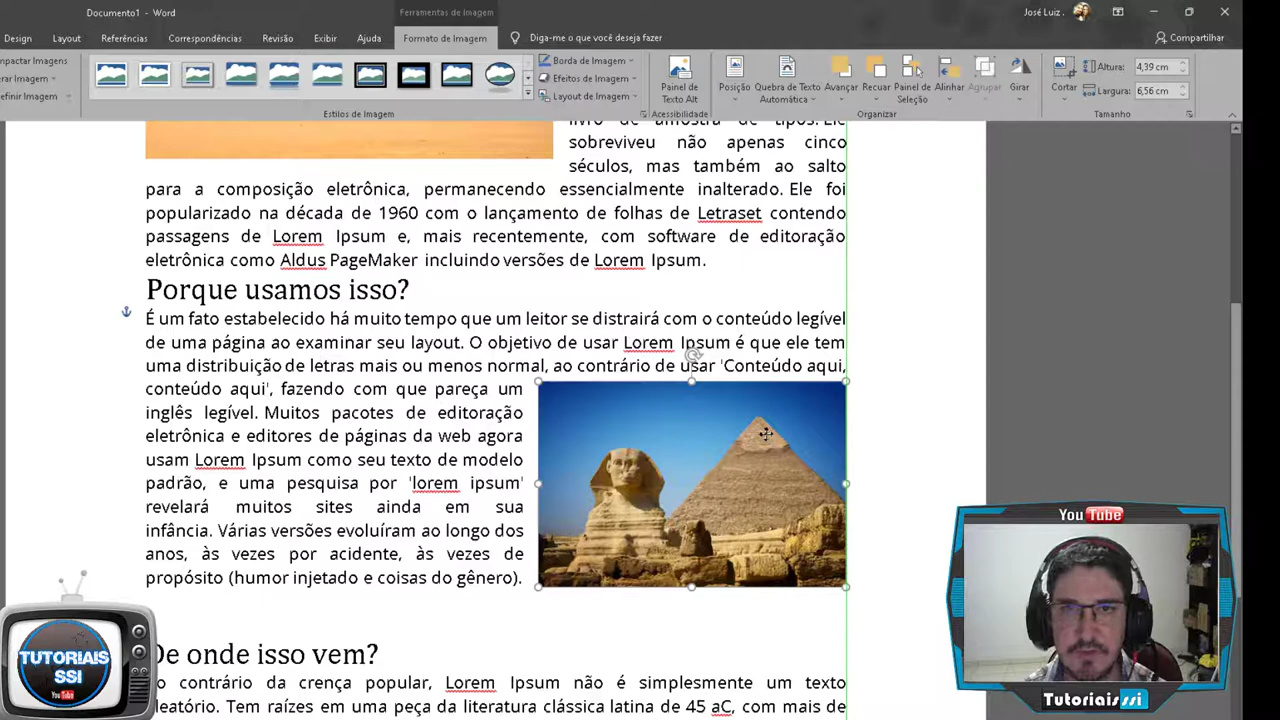 Documento1 - Word
Ferramentas de Imagem
José Luiz .
Design
Layout
Referências
Correspondências
Revisão
Exibir
Ajuda
Formato de Imagem
Diga-me o que você deseja fazer
Compartilhar
Borda de Imagem
Efeitos de Imagem
Layout de Imagem
Estilos de Imagem
Painel de
Texto Alt
Acessibilidade
Posição
Quebra de Texto
Automática
Avançar
Recuar
Painel de
Seleção
Alinhar
Agrupar
Girar
Organizar
Cortar
Altura:
4,39 cm
Largura:
6,56 cm
Tamanho
livro de amostra de tipos. Ele
sobreviveu não apenas cinco
séculos, mas também ao salto
para a composição eletrônica, permanecendo essencialmente inalterado. Ele foi
popularizado na década de 1960 com o lançamento de folhas de Letraset contendo
passagens de Lorem Ipsum e, mais recentemente, com software de editoração
eletrônica como Aldus PageMaker incluindo versões de Lorem Ipsum.
Porque usamos isso?
É um fato estabelecido há muito tempo que um leitor se distrairá com o conteúdo legível
de uma página ao examinar seu layout. O objetivo de usar Lorem Ipsum é que ele tem
uma distribuição de letras mais ou menos normal, ao contrário de usar 'Conteúdo aqui,
conteúdo aqui', fazendo com que pareça um
inglês legível. Muitos pacotes de editoração
eletrônica e editores de páginas da web agora
usam Lorem Ipsum como seu texto de modelo
padrão, e uma pesquisa por 'lorem ipsum'
revelará muitos sites ainda em sua
infância. Várias versões evoluíram ao longo dos
anos, às vezes por acidente, às vezes de
propósito (humor injetado e coisas do gênero).
De onde isso vem?
contrário da crença popular, Lorem Ipsum não é simplesmente um texto
leatório. Tem raízes em uma peça da literatura clássica latina de 45 aC, com mais de
YouTube
Tutoriaisssi
TUTORIAIS
SSI
YouTube